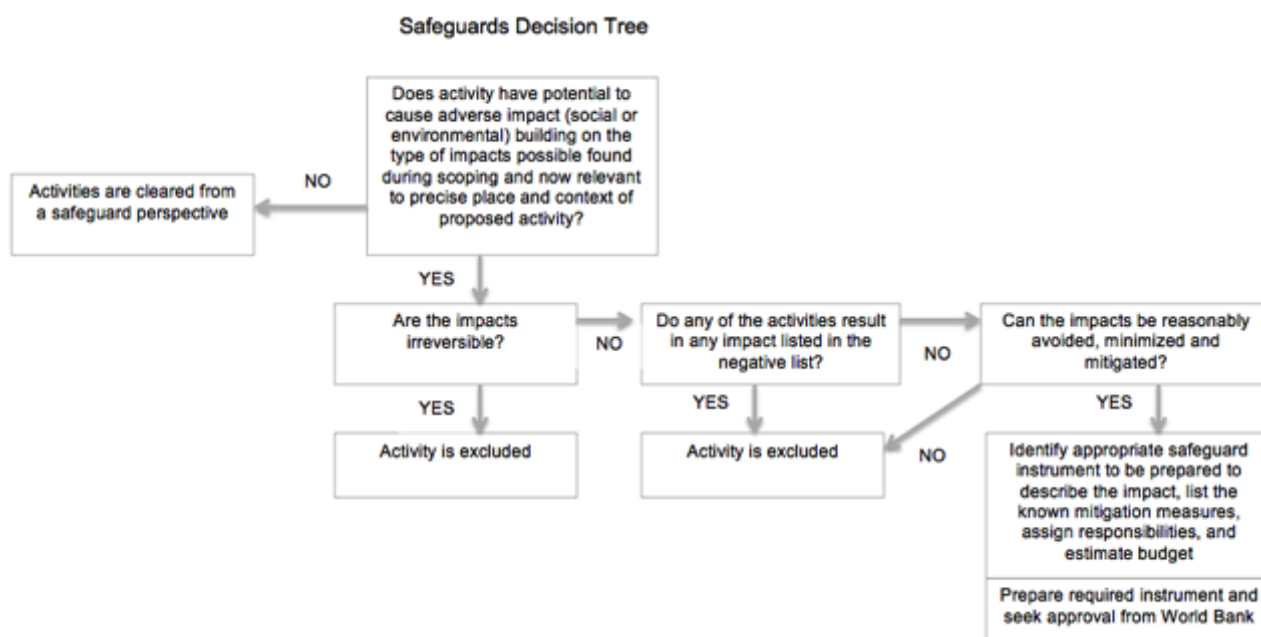 Safeguards Decision Tree
Does activity have potential to
cause adverse impact (social or
environmental) building on the
type of impacts possible found
during scoping and now relevant
to precise place and context of
proposed activity?
NO
Activities are cleared from
a safeguard perspective
YES
Are the impacts
irreversible?
NO
Do any of the activities result
in any impact listed in the
negative list?
NO
Can the impacts be reasonably
avoided, minimized and
mitigated?
YES
YES
YES
Activity is excluded
Activity is excluded
NO
Identify appropriate safeguard
instrument to be prepared to
describe the impact, list the
known mitigation measures,
assign responsibilities, and
estimate budget
Prepare required instrument and
seek approval from World Bank